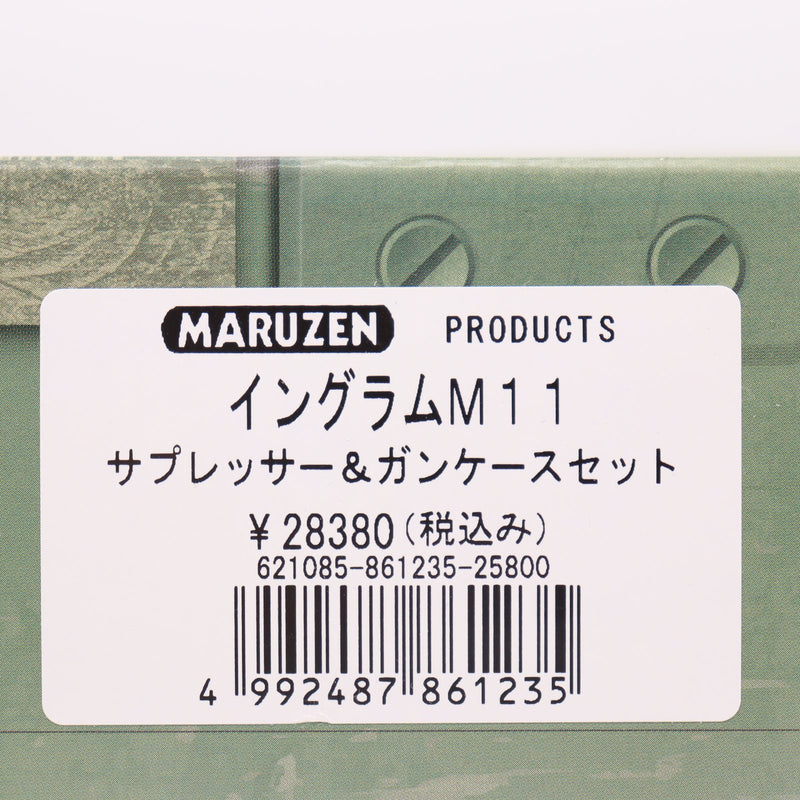 MARUZEN PRODUCTS
イングラムM11
サプレッサー＆ガンケースセット
￥28380(税込み)
621085-861235-25800
4 992487 861235